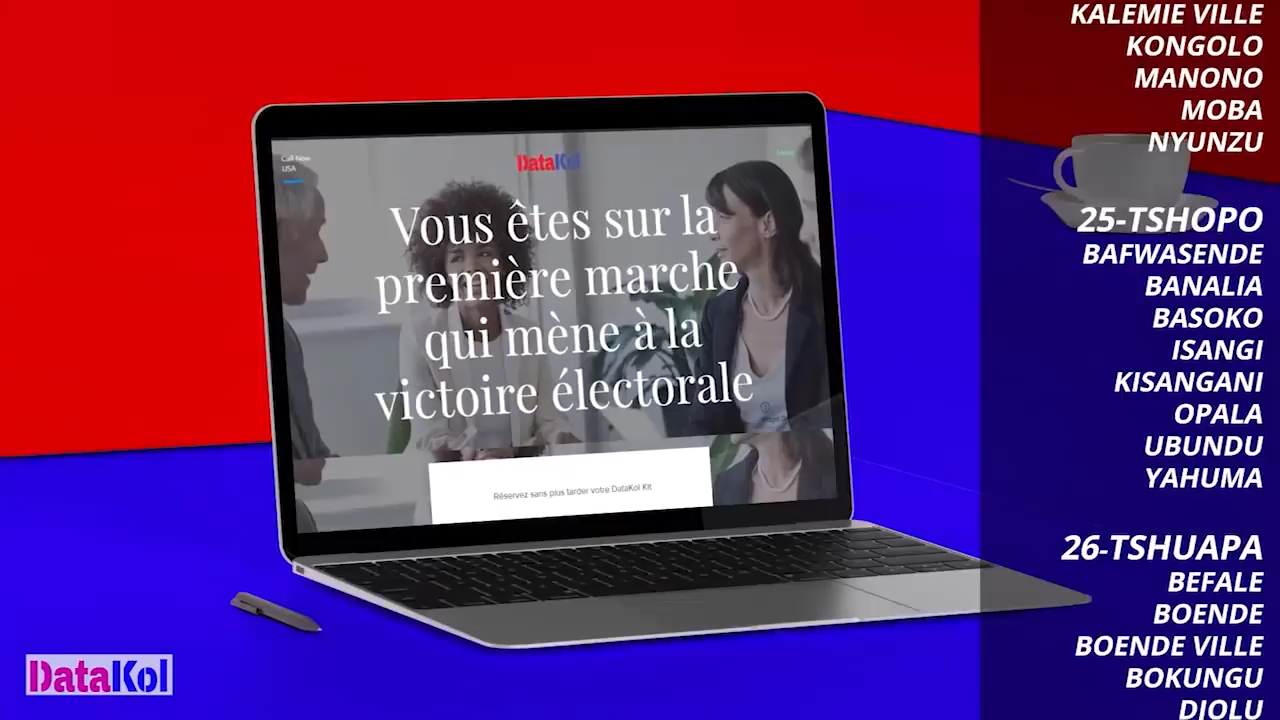 Call Now
USA
DataKol
Vous êtes sur la
première marche
qui mène à la
victoire électorale
Réservez sans plus tarder votre DataKol Kit
DataKol
KALEMIE VILLE
KONGOLO
MANONO
MOBA
NYUNZU
25-TSHOPO
BAFWASENDE
BANALIA
BASOKO
ISANGI
KISANGANI
OPALA
UBUNDU
YAHUMA
26-TSHUAPA
BEFALE
BOENDE
BOENDE VILLE
BOKUNGU
DJOLU